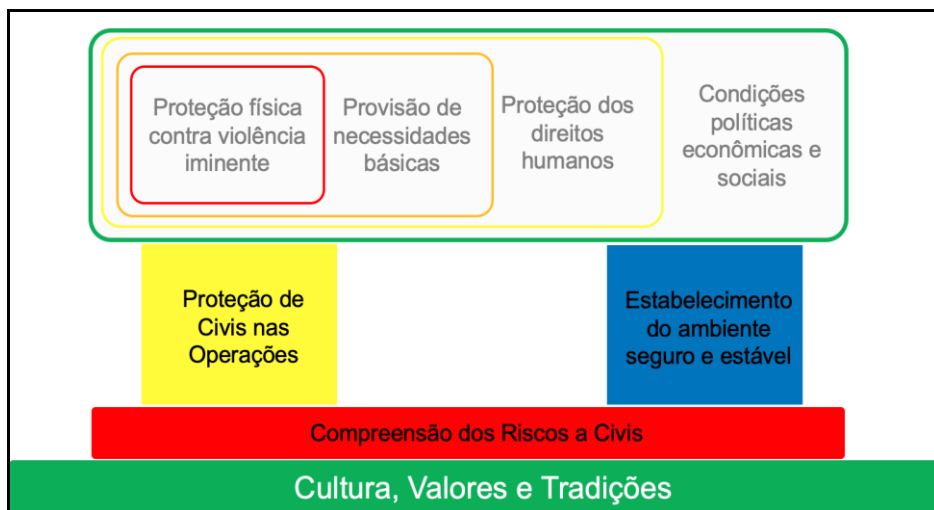 Proteção física
contra violência
iminente
Provisão de
necessidades
básicas
Proteção dos
direitos
humanos
Condições
políticas
econômicas e
sociais
Proteção de
Civis nas
Operações
Estabelecimento
do ambiente
seguro e estável
Compreensão dos Riscos a Civis
Cultura, Valores e Tradições